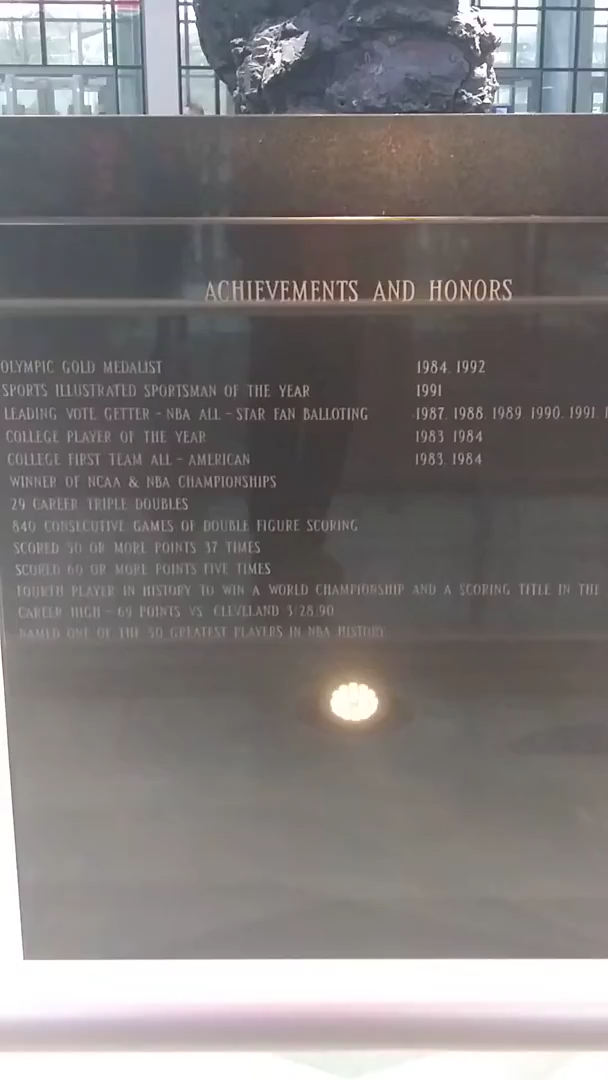 ACHIEVEMENTS AND HONORS
OLYMPIC GOLD MEDALIST 1984, 1992
SPORTS ILLUSTRATED SPORTSMAN OF THE YEAR 1991
LEADING VOTE GETTER - NBA ALL - STAR FAN BALLOTING 1987, 1988, 1989, 1990, 1991,
COLLEGE PLAYER OF THE YEAR 1983, 1984
COLLEGE FIRST TEAM ALL - AMERICAN 1983, 1984
WINNER OF NCAA & NBA CHAMPIONSHIPS
29 CAREER TRIPLE DOUBLES
840 CONSECUTIVE GAMES OF DOUBLE FIGURE SCORING
SCORED 50 OR MORE POINTS 37 TIMES
SCORED 60 OR MORE POINTS FIVE TIMES
FOURTH PLAYER IN HISTORY TO WIN A WORLD CHAMPIONSHIP AND A SCORING TITLE IN THE
CAREER HIGH - 69 POINTS VS. CLEVELAND 3/28/90
NAMED ONE OF THE 50 GREATEST PLAYERS IN NBA HISTORY